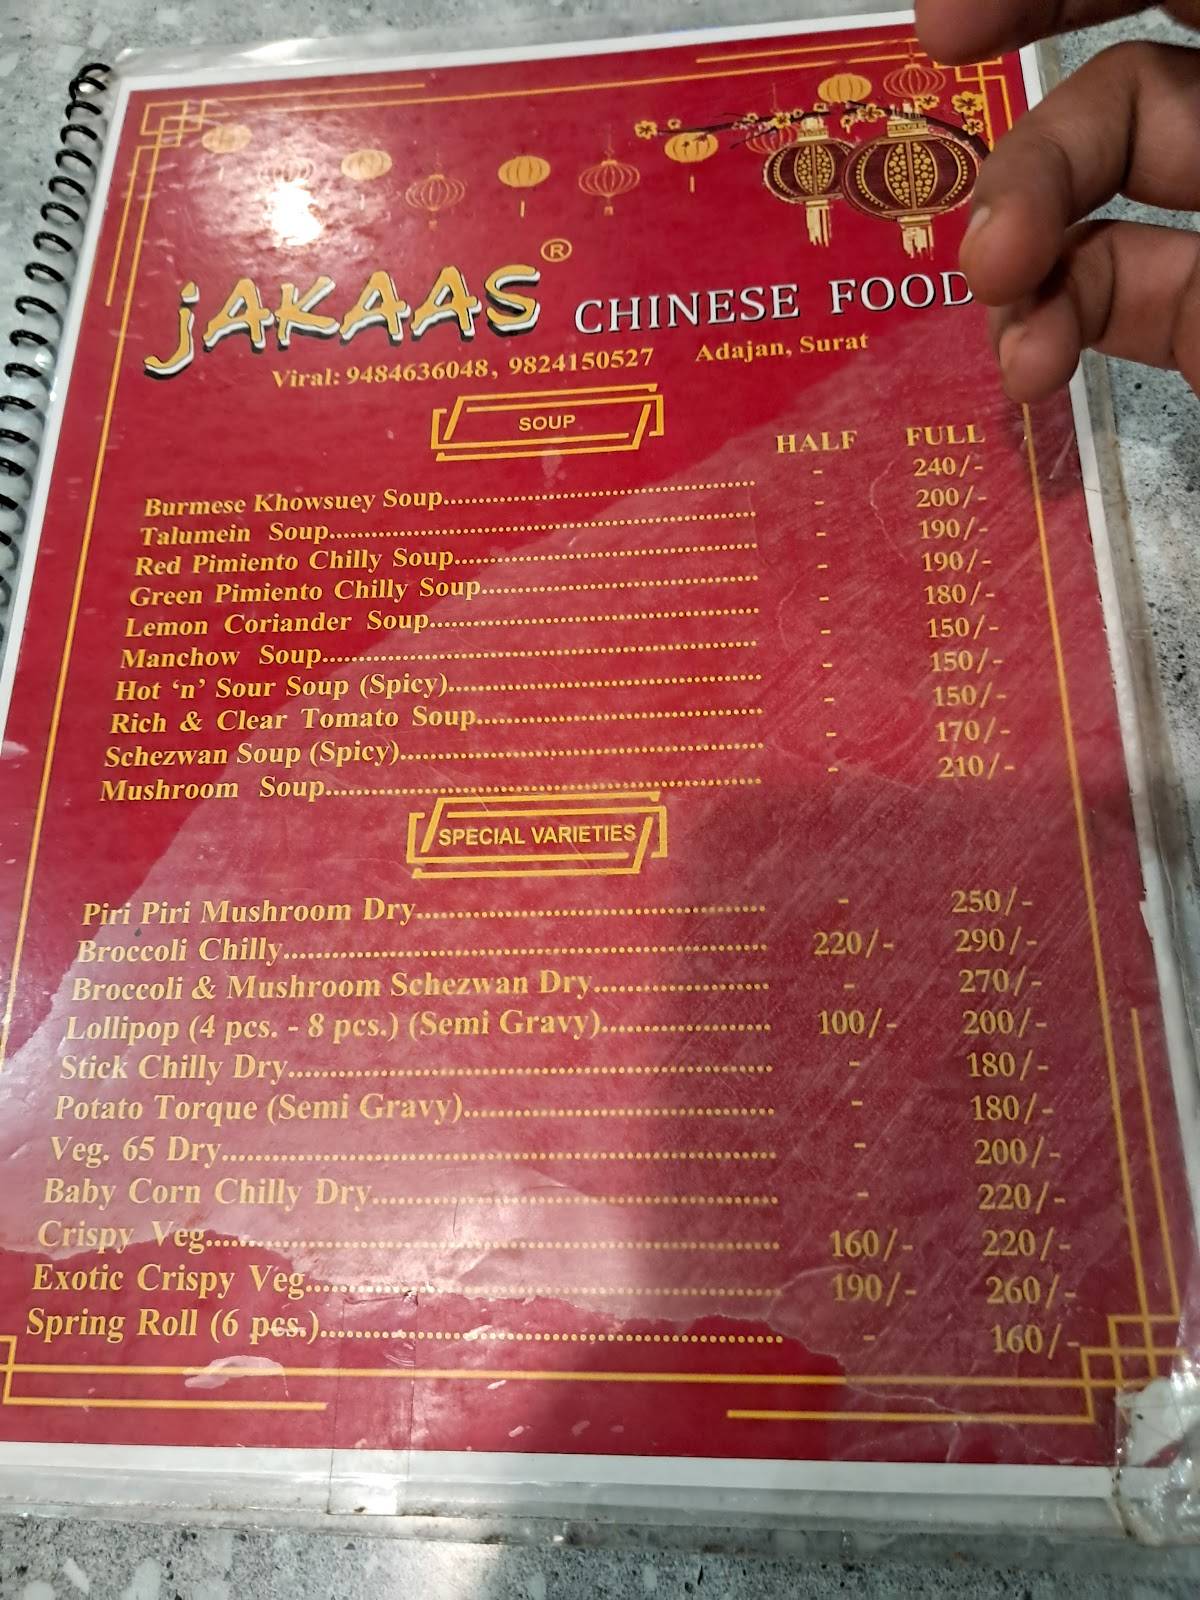 JAKAAS® CHINESE FOOD
Viral: 9484636048, 9824150527 Adajan, Surat
SOUP
HALF FULL
Burmese Khowsuey Soup - 240/-
Talumein Soup - 200/-
Red Pimiento Chilly Soup - 190/-
Green Pimiento Chilly Soup - 190/-
Lemon Coriander Soup - 180/-
Manchow Soup - 150/-
Hot ‘n’ Sour Soup (Spicy) - 150/-
Rich & Clear Tomato Soup - 150/-
Schezwan Soup (Spicy) - 170/-
Mushroom Soup - 210/-
SPECIAL VARIETIES
Piri Piri Mushroom Dry - 250/-
Broccoli Chilly 220/- 290/-
Broccoli & Mushroom Schezwan Dry - 270/-
Lollipop (4 pcs. - 8 pcs.) (Semi Gravy) 100/- 200/-
Stick Chilly Dry - 180/-
Potato Torque (Semi Gravy) - 180/-
Veg. 65 Dry - 200/-
Baby Corn Chilly Dry - 220/-
Crispy Veg 160/- 220/-
Exotic Crispy Veg 190/- 260/-
Spring Roll (6 pcs.) - 160/-